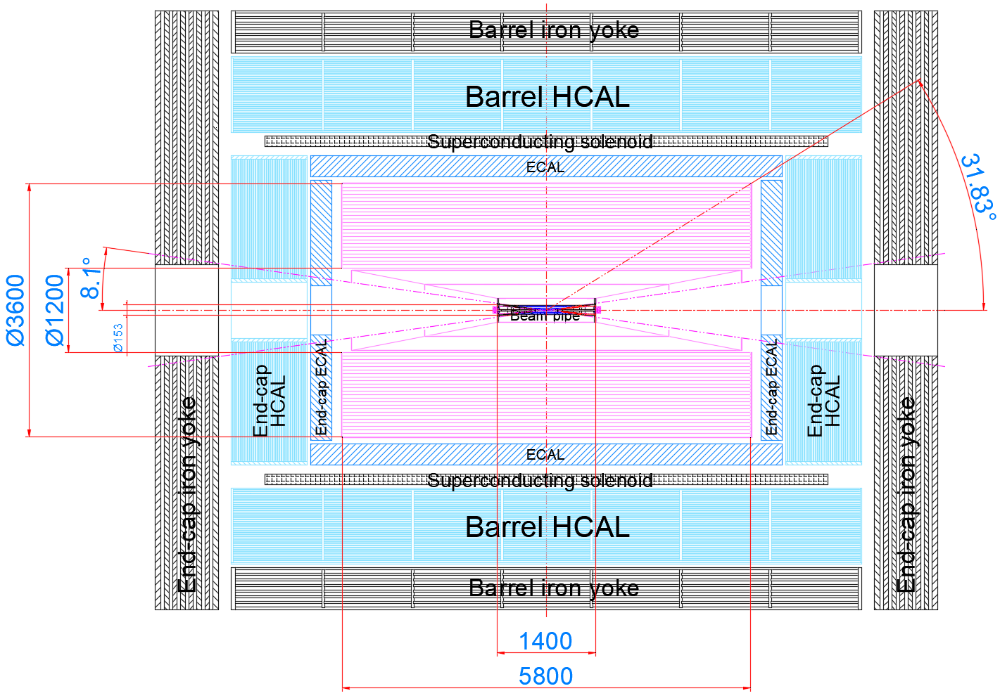 Barrel iron yoke
Barrel HCAL
Superconducting solenoid
ECAL
31.83°
8.1°
Ø3600
Ø1200
Ø153
Beam pipe
End-cap iron yoke
End-cap
HCAL
End-cap ECAL
End-cap ECAL
End-cap
HCAL
End-cap iron yoke
ECAL
Superconducting solenoid
Barrel HCAL
Barrel iron yoke
1400
5800